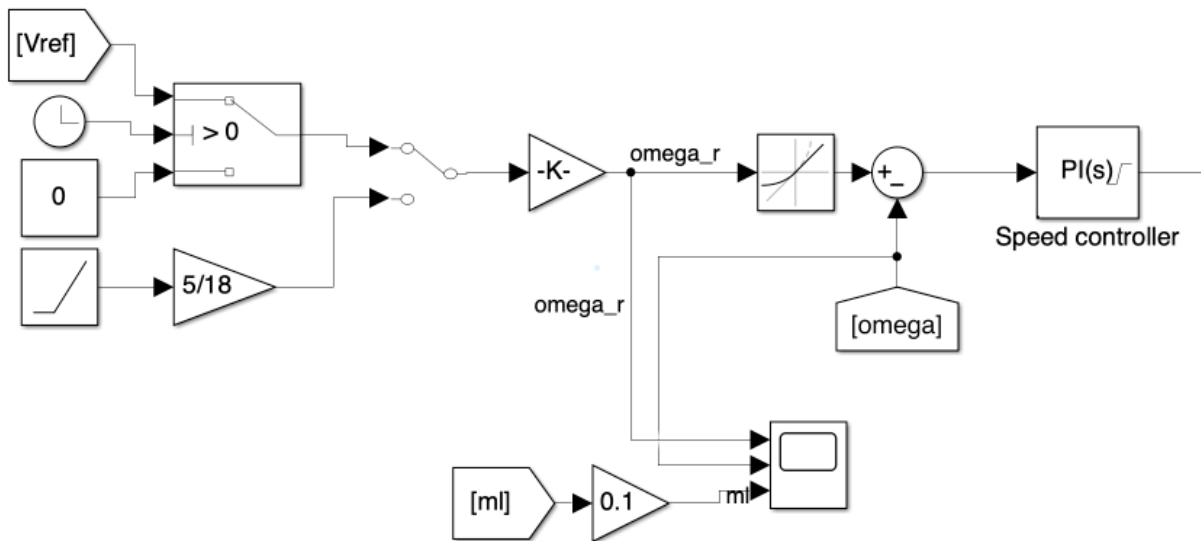 [Vref]
> 0
0
5/18
-K-
omega_r
+
−
PI(s)
Speed controller
omega_r
[omega]
[ml]
0.1
ml